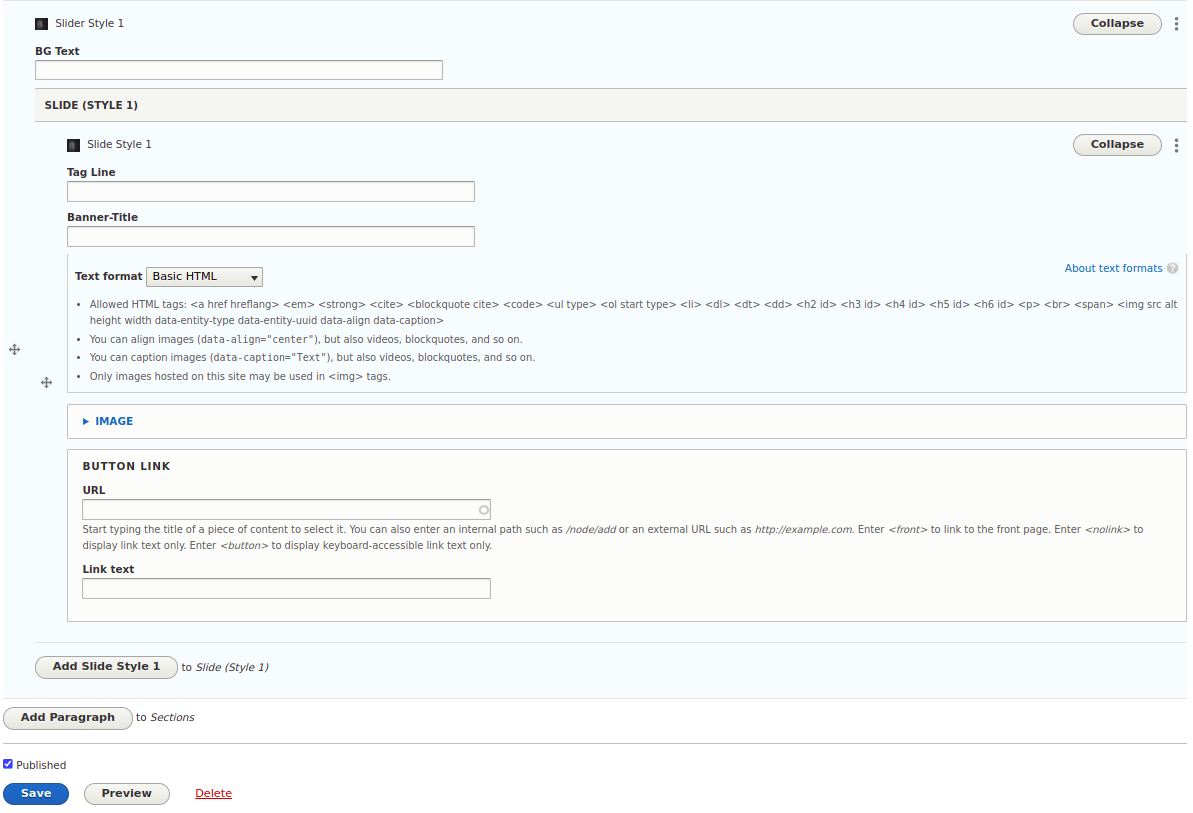 Slider Style 1
Collapse
BG Text
SLIDE (STYLE 1)
Slide Style 1
Collapse
Tag Line
Banner-Title
About text formats ?
Text format Basic HTML
Allowed HTML tags: <a href hreflang> <em> <strong> <cite> <blockquote cite> <code> <ul type> <ol start type> <li> <dl> <dt> <dd> <h2 id> <h3 id> <h4 id> <h5 id> <h6 id> <p> <br> <span> <img src alt
height width data-entity-type data-entity-uuid data-align data-caption>
You can align images (data-align="center"), but also videos, blockquotes, and so on.
You can caption images (data-caption="Text"), but also videos, blockquotes, and so on.
Only images hosted on this site may be used in <img> tags.
IMAGE
BUTTON LINK
URL
Start typing the title of a piece of content to select it. You can also enter an internal path such as /node/add or an external URL such as http://example.com. Enter <front> to link to the front page. Enter <nolink> to
display link text only. Enter <button> to display keyboard-accessible link text only.
Link text
Add Slide Style 1 to Slide (Style 1)
Add Paragraph to Sections
Published
Save Preview Delete